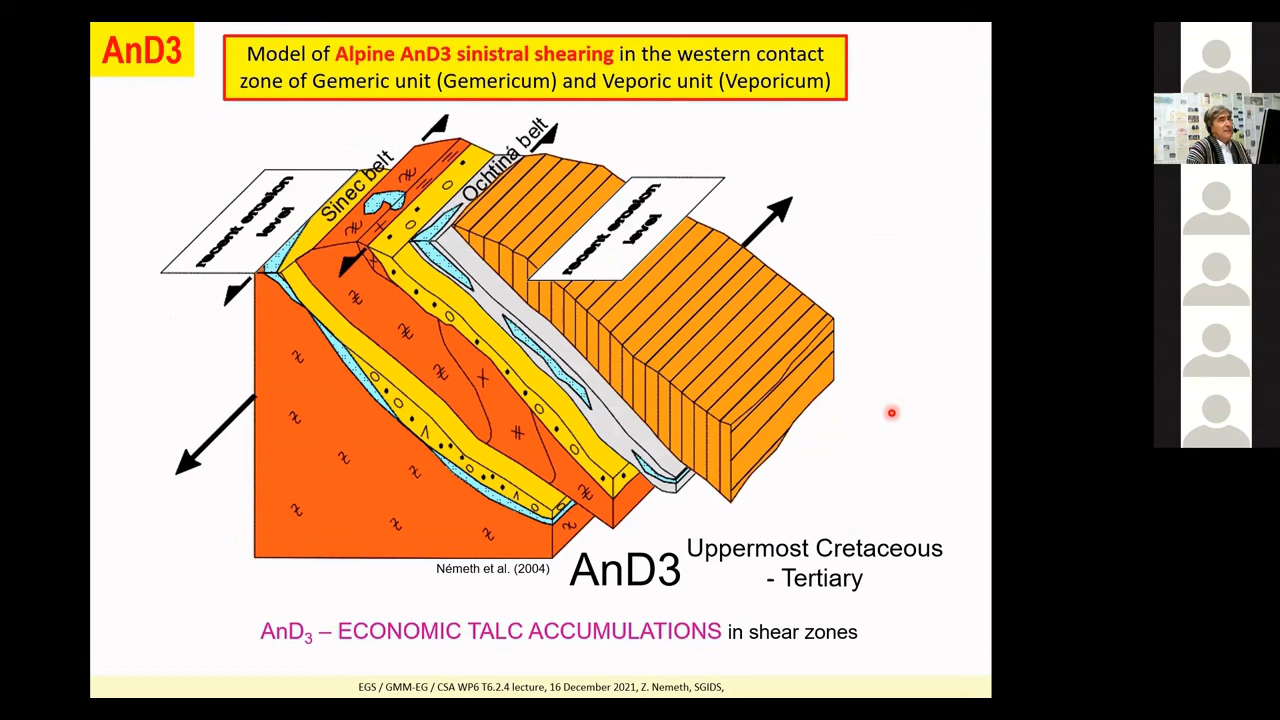 AnD3
Model of Alpine AnD3 sinistral shearing in the western contact
zone of Gemeric unit (Gemericum) and Veporic unit (Veporicum)
recent erosion
level
Sinec belt
Ochtiná belt
recent erosion
level
Németh et al. (2004)
AnD3
Uppermost Cretaceous
- Tertiary
AnD3 – ECONOMIC TALC ACCUMULATIONS in shear zones
EGS / GMM-EG / CSA WP6 T6.2.4 lecture, 16 December 2021, Z. Nemeth, SGIDS,